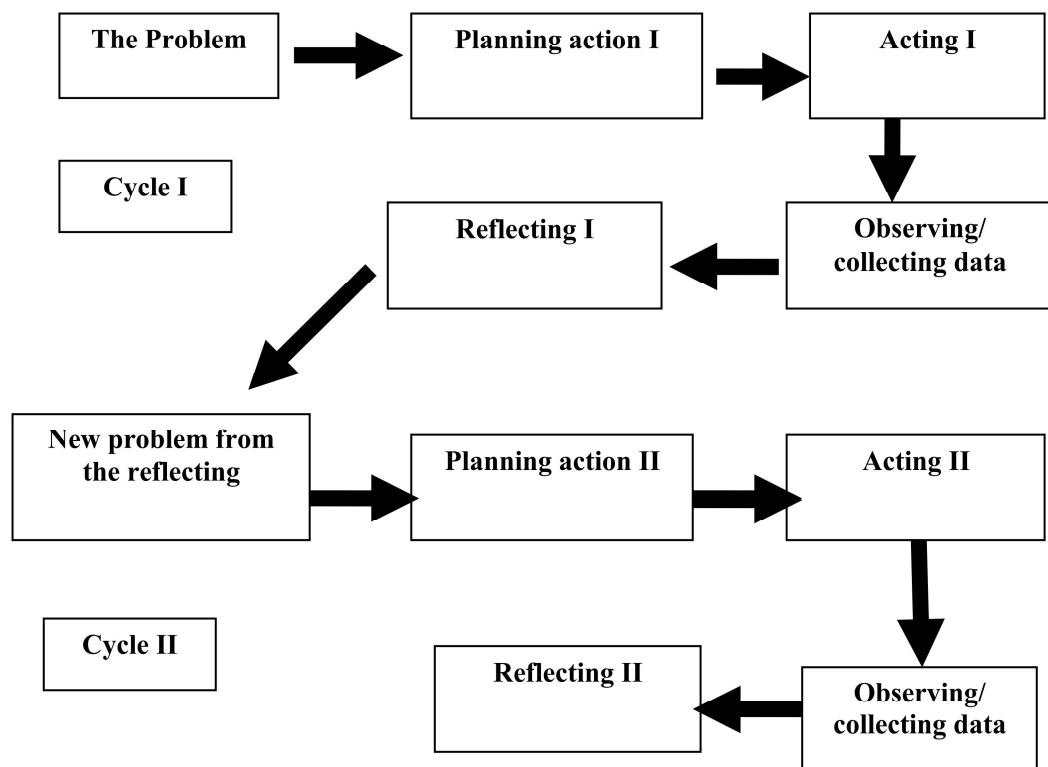 The Problem
Planning action I
Acting I
Cycle I
Reflecting I
Observing/
collecting data
New problem from
the reflecting
Planning action II
Acting II
Cycle II
Reflecting II
Observing/
collecting data